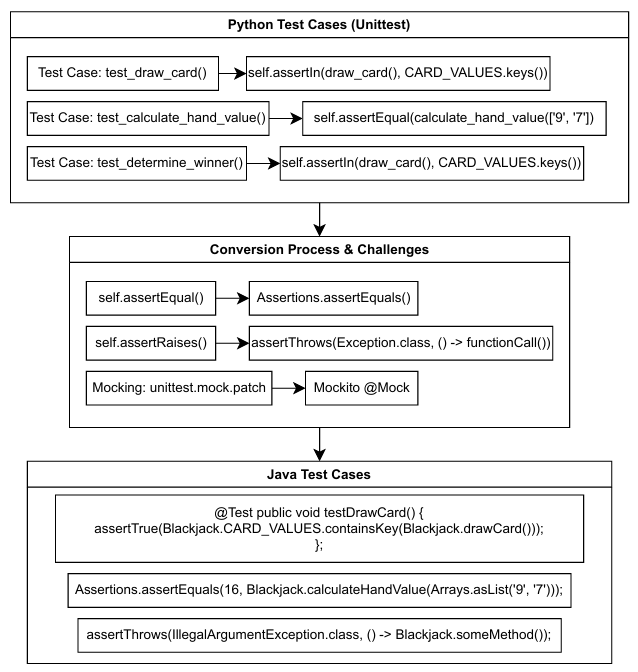 Python Test Cases (Unittest)
Test Case: test_draw_card()
self.assertIn(draw_card(), CARD_VALUES.keys())
Test Case: test_calculate_hand_value()
self.assertEqual(calculate_hand_value(['9', '7'])
Test Case: test_determine_winner()
self.assertIn(draw_card(), CARD_VALUES.keys())
Conversion Process & Challenges
self.assertEqual()
Assertions.assertEquals()
self.assertRaises()
assertThrows(Exception.class, () -> functionCall())
Mocking: unittest.mock.patch
Mockito @Mock
Java Test Cases
@Test public void testDrawCard() {
assertTrue(Blackjack.CARD_VALUES.containsKey(Blackjack.drawCard()));
};
Assertions.assertEquals(16, Blackjack.calculateHandValue(Arrays.asList('9', '7')));
assertThrows(IllegalArgumentException.class, () -> Blackjack.someMethod());